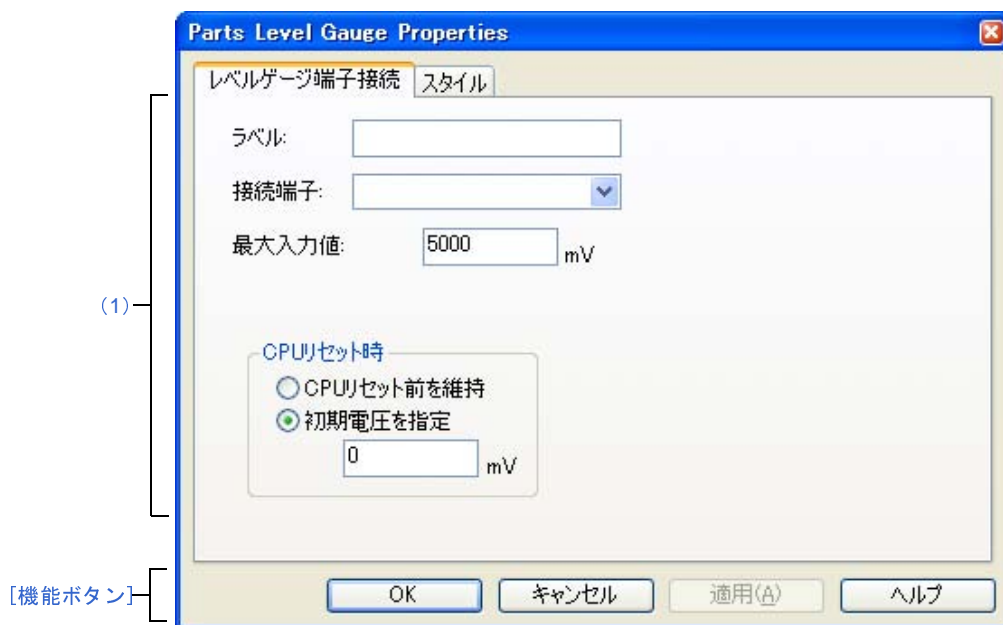 Parts Level Gauge Properties
レベルゲージ端子接続 スタイル
ラベル:
接続端子:
最大入力値: 5000 mV
(1)
CPUリセット時
CPUリセット前を維持
初期電圧を指定
0 mV
[機能ボタン]
OK キャンセル 適用(A) ヘルプ